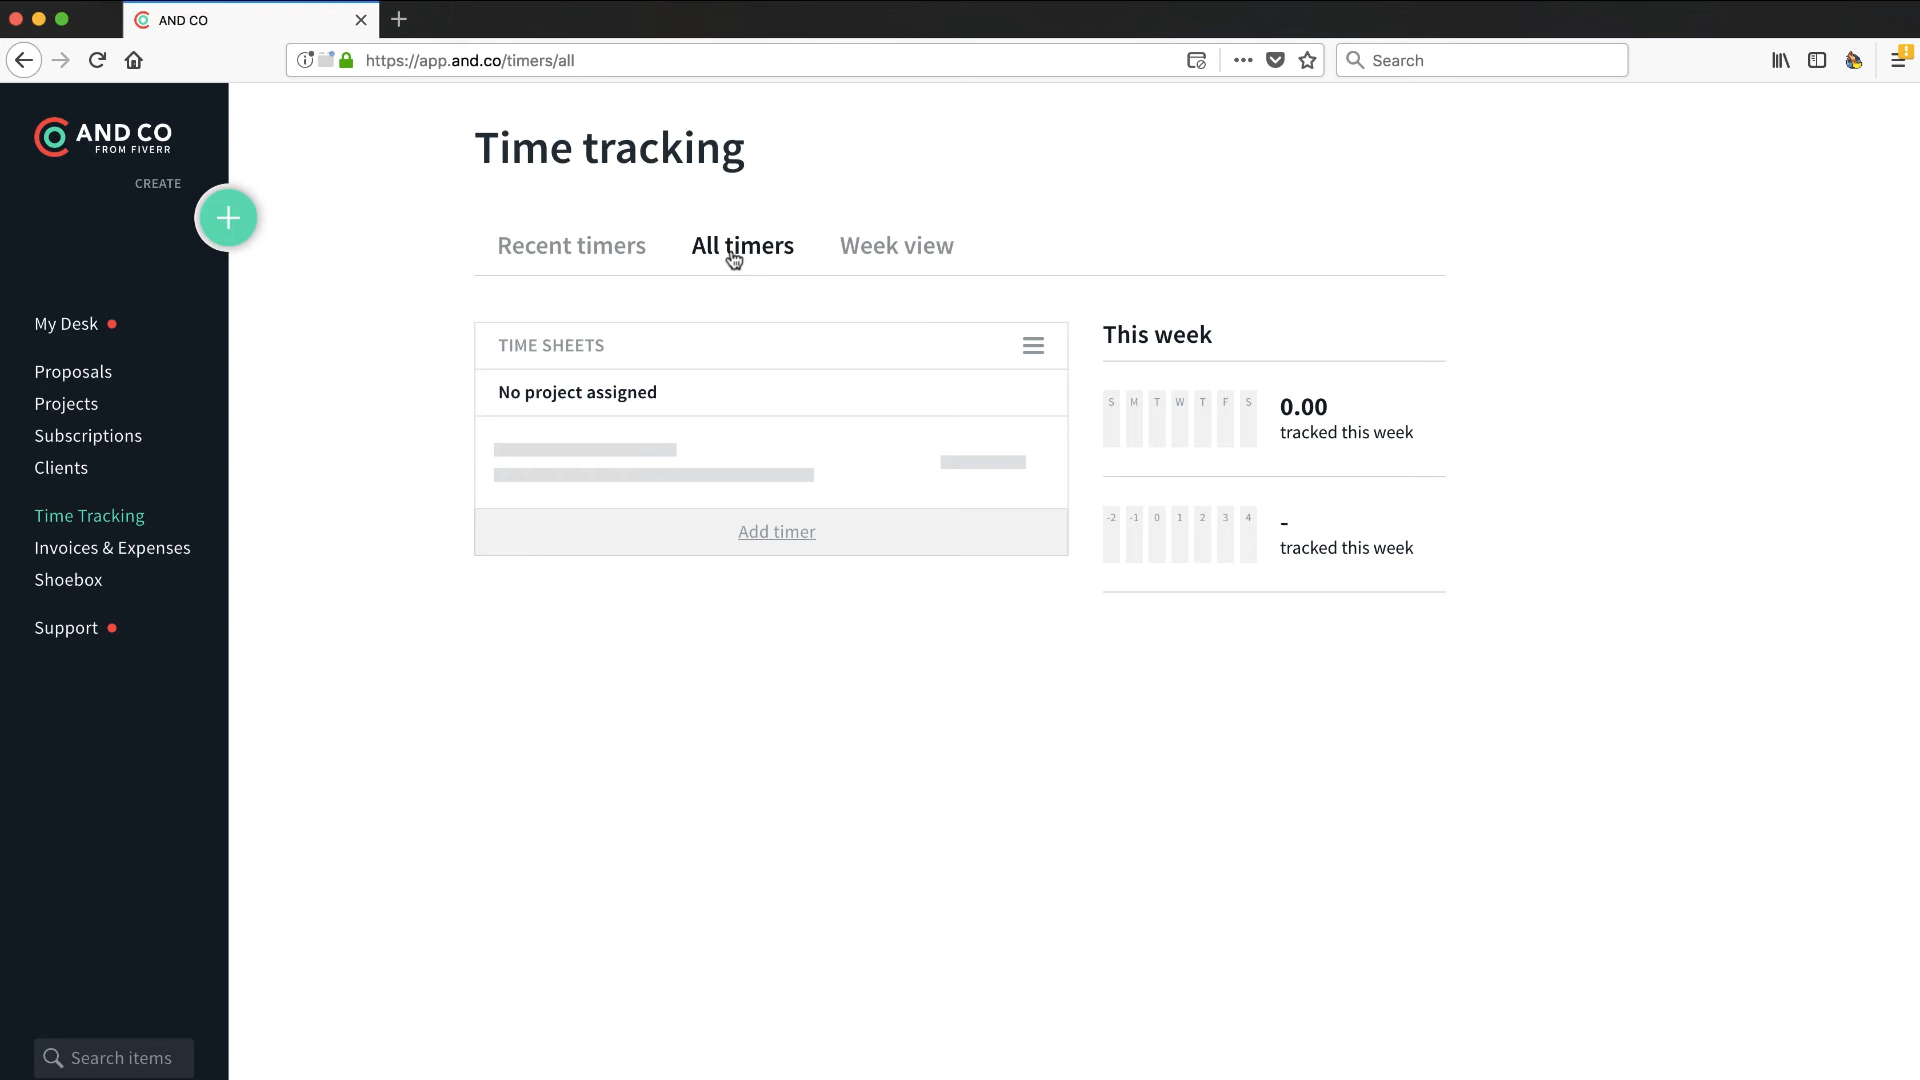 AND CO
https://app.and.co/timers/all
Search
AND CO
FROM FIVERR
CREATE
My Desk
Proposals
Projects
Subscriptions
Clients
Time Tracking
Invoices & Expenses
Shoebox
Support
Search items
Time tracking
Recent timers
All timers
Week view
TIME SHEETS
No project assigned
Add timer
This week
S M T W T F S
0.00
tracked this week
-2 -1 0 1 2 3 4
-
tracked this week